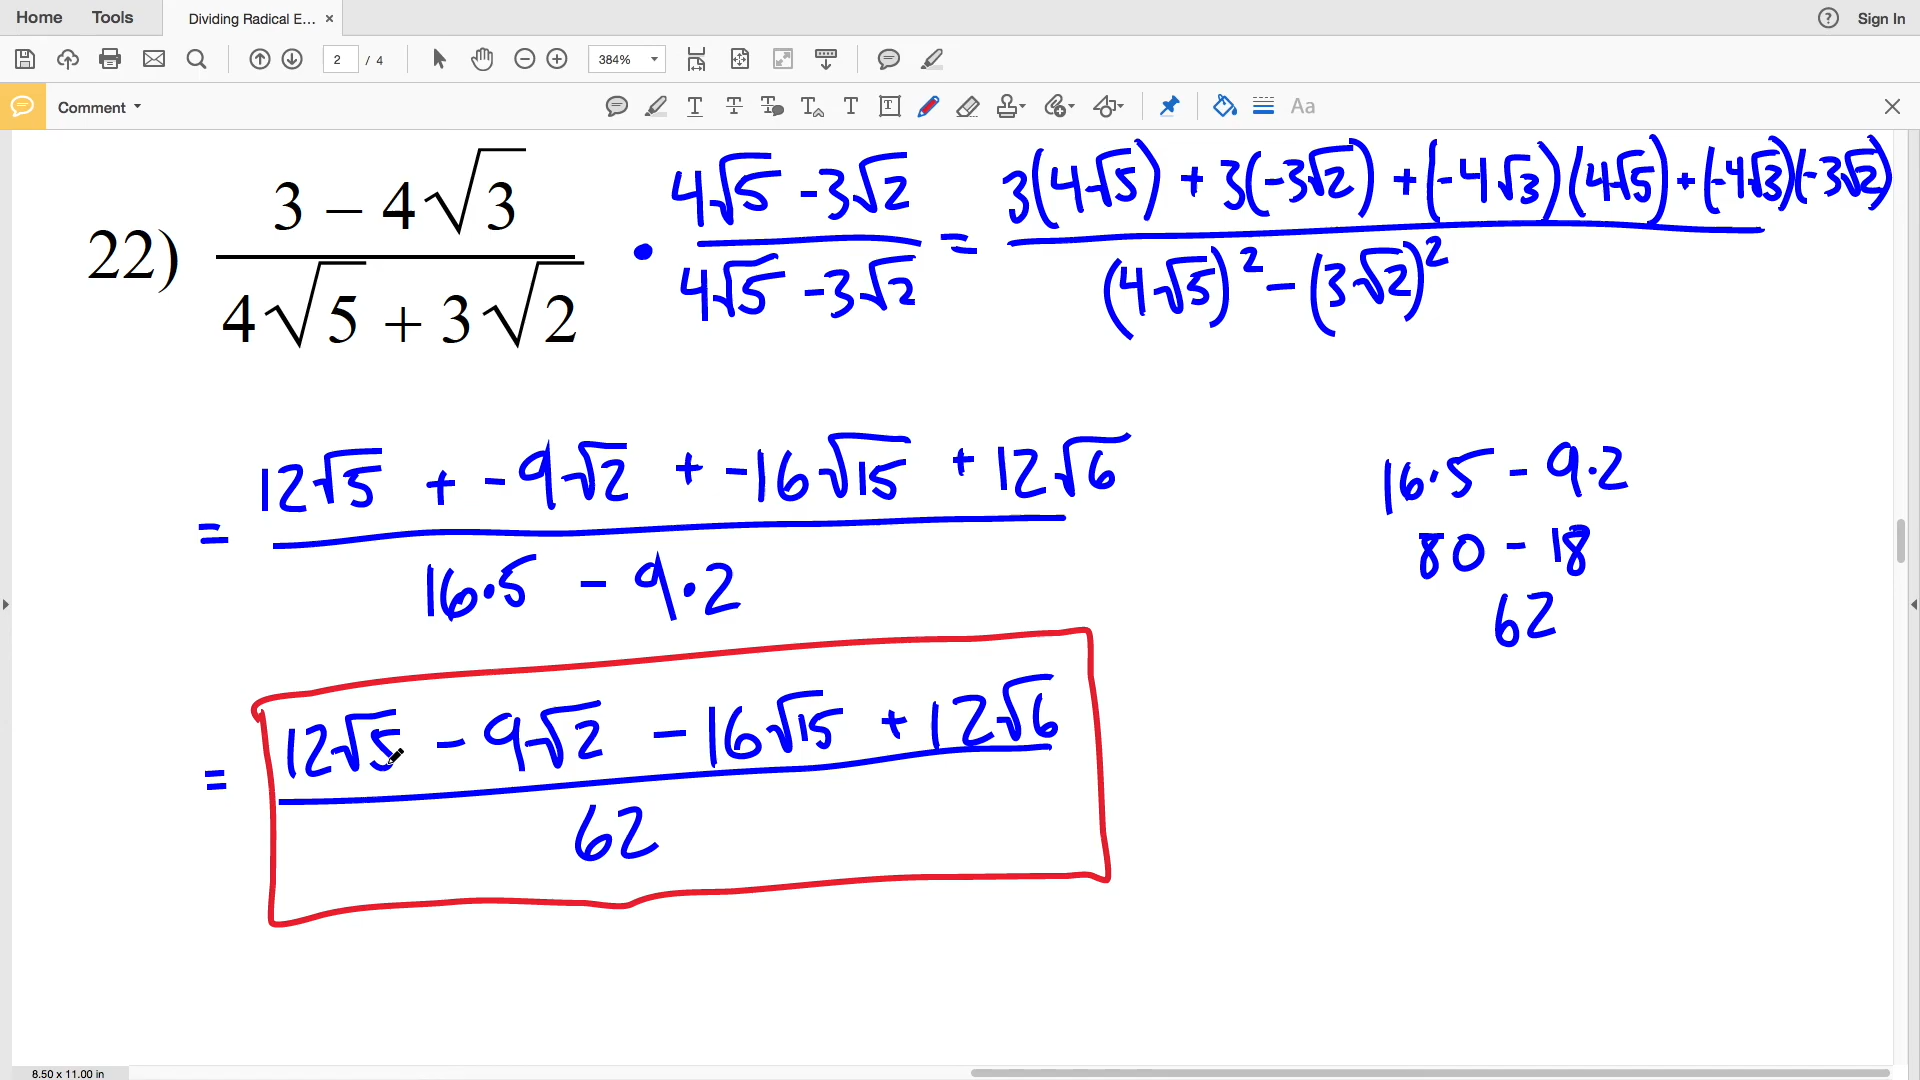 Home Tools Dividing Radical E... × ? Sign In
2 / 4 384%
Comment T T T T T T Aa
22) (3 − 4√3)/(4√5 + 3√2) • (4√5 - 3√2)/(4√5 - 3√2) = (3(4√5) + 3(-3√2) + (-4√3)(4√5) + (-4√3)(-3√2))/((4√5)² - (3√2)²)
= (12√5 + -9√2 + -16√15 + 12√6)/(16·5 - 9·2)
16·5 - 9·2
80 - 18
62
= (12√5 - 9√2 - 16√15 + 12√6)/62
8.50 x 11.00 in